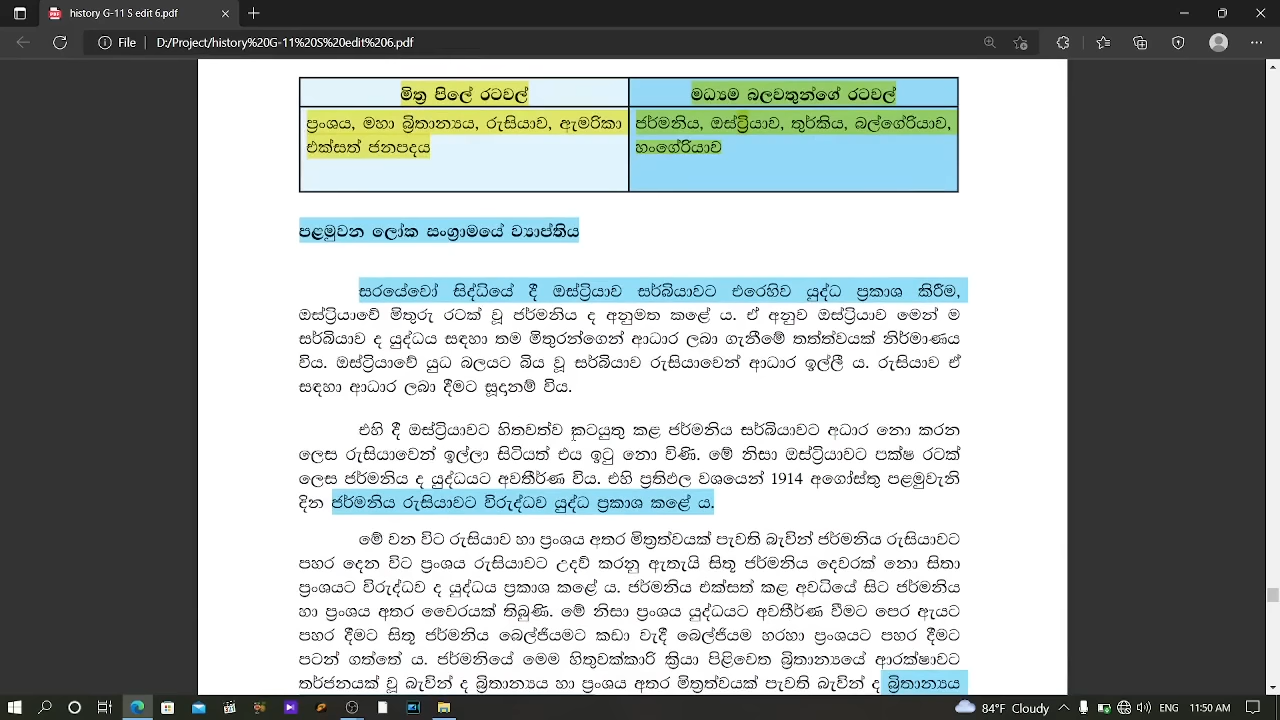 history G-11 S edit 6.pdf
File | D:/Project/history%20G-11%20S%20edit%206.pdf
මිත්‍ර පිලේ රටවල්
මධ්‍යම බලවතුන්ගේ රටවල්
ප්‍රංශය, මහා බ්‍රිතාන්‍යය, රුසියාව, ඇමරිකා
එක්සත් ජනපදය
ජර්මනිය, ඔස්ට්‍රියාව, තුර්කිය, බල්ගේරියාව,
හංගේරියාව
පළමුවන ලෝක සංග්‍රාමයේ ව්‍යාප්තිය
සරයේවෝ සිද්ධියේ දී ඔස්ට්‍රියාව සර්බියාවට එරෙහිව යුද්ධ ප්‍රකාශ කිරීම,
ඔස්ට්‍රියාවේ මිතුරු රටක් වූ ජර්මනිය ද අනුමත කළේ ය. ඒ අනුව ඔස්ට්‍රියාව මෙන් ම
සර්බියාව ද යුද්ධය සඳහා තම මිතුරන්ගෙන් ආධාර ලබා ගැනීමේ තත්ත්වයක් නිර්මාණය
විය. ඔස්ට්‍රියාවේ යුධ බලයට බිය වූ සර්බියාව රුසියාවෙන් ආධාර ඉල්ලී ය. රුසියාව ඒ
සඳහා ආධාර ලබා දීමට සූදානම් විය.
එහි දී ඔස්ට්‍රියාවට හිතවත්ව කටයුතු කළ ජර්මනිය සර්බියාවට අධාර නො කරන
ලෙස රුසියාවෙන් ඉල්ලා සිටියත් එය ඉටු නො විණි. මේ නිසා ඔස්ට්‍රියාවට පක්ෂ රටක්
ලෙස ජර්මනිය ද යුද්ධයට අවතීර්ණ විය. එහි ප්‍රතිඵල වශයෙන් 1914 අගෝස්තු පළමුවැනි
දින ජර්මනිය රුසියාවට විරුද්ධව යුද්ධ ප්‍රකාශ කළේ ය.
මේ වන විට රුසියාව හා ප්‍රංශය අතර මිත්‍රත්වයක් පැවති බැවින් ජර්මනිය රුසියාවට
පහර දෙන විට ප්‍රංශය රුසියාවට උදව් කරනු ඇතැයි සිතූ ජර්මනිය දෙවරක් නො සිතා
ප්‍රංශයට විරුද්ධව ද යුද්ධය ප්‍රකාශ කළේ ය. ජර්මනිය එක්සත් කළ අවධියේ සිට ජර්මනිය
හා ප්‍රංශය අතර වෛරයක් තිබුණි. මේ නිසා ප්‍රංශය යුද්ධයට අවතීර්ණ වීමට පෙර ඇයට
පහර දීමට සිතූ ජර්මනිය බෙල්ජියමට කඩා වැදී බෙල්ජියම හරහා ප්‍රංශයට පහර දීමට
පටන් ගත්තේ ය. ජර්මනියේ මෙම හිතුවක්කාරි ක්‍රියා පිළිවෙත බ්‍රිතාන්‍යයේ ආරක්ෂාවට
තර්ජනයක් වූ බැවින් ද බ්‍රිතාන්‍යය හා ප්‍රංශය අතර මිත්‍රත්වයක් පැවති බැවින් ද බ්‍රිතාන්‍යය
84°F Cloudy ENG 11:50 AM